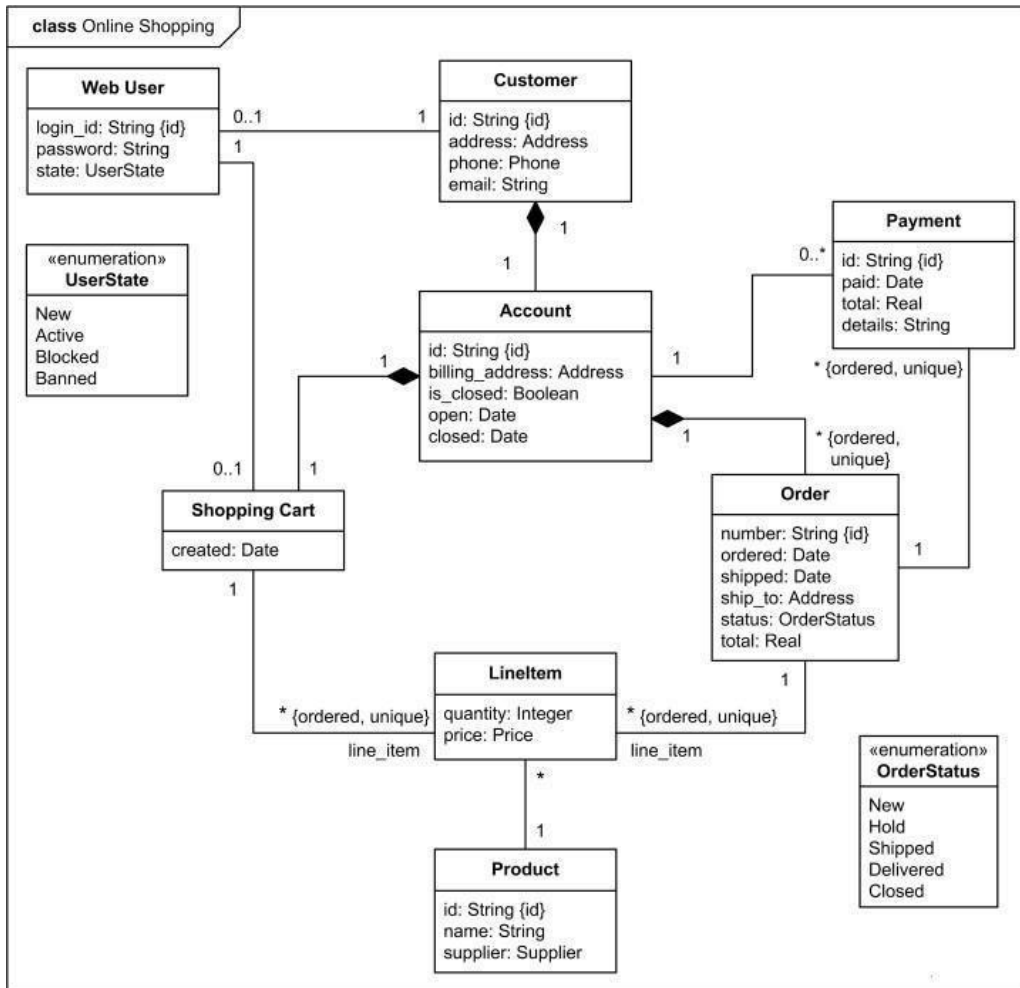 class Online Shopping
Web User
login_id: String {id}
password: String
state: UserState
0..1
1
1
Customer
id: String {id}
address: Address
phone: Phone
email: String
1
1
Payment
id: String {id}
paid: Date
total: Real
details: String
0..*
* {ordered, unique}
«enumeration»
UserState
New
Active
Blocked
Banned
Account
id: String {id}
billing_address: Address
is_closed: Boolean
open: Date
closed: Date
1
1
1
* {ordered,
unique}
0..1
1
Shopping Cart
created: Date
1
Order
number: String {id}
ordered: Date
shipped: Date
ship_to: Address
status: OrderStatus
total: Real
1
1
LineItem
quantity: Integer
price: Price
* {ordered, unique}
line_item
* {ordered, unique}
line_item
*
1
Product
id: String {id}
name: String
supplier: Supplier
«enumeration»
OrderStatus
New
Hold
Shipped
Delivered
Closed